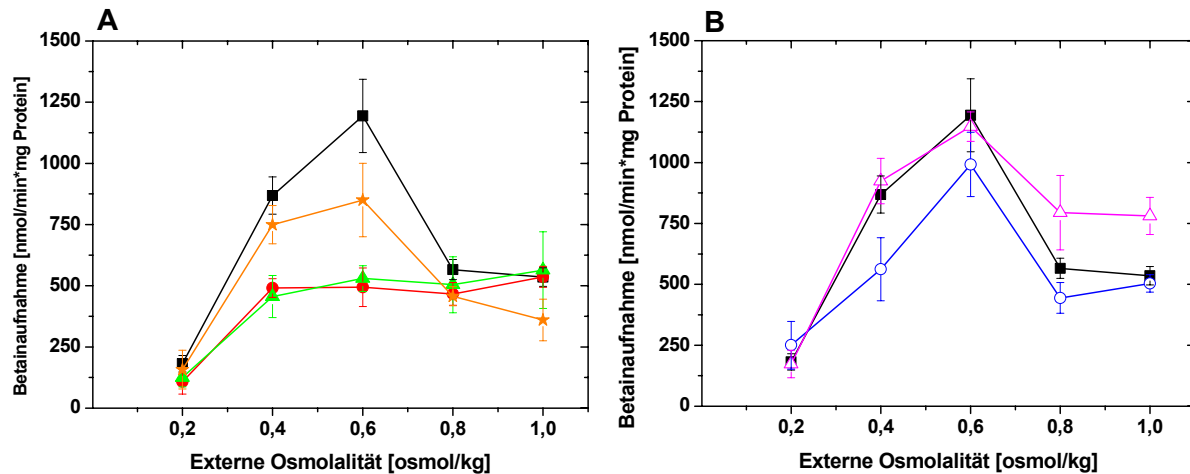 A
Betainaufnahme [nmol/min*mg Protein]
1500
1250
1000
750
500
250
0
0,2 0,4 0,6 0,8 1,0
Externe Osmolalität [osmol/kg]
B
Betainaufnahme [nmol/min*mg Protein]
1500
1250
1000
750
500
250
0
0,2 0,4 0,6 0,8 1,0
Externe Osmolalität [osmol/kg]